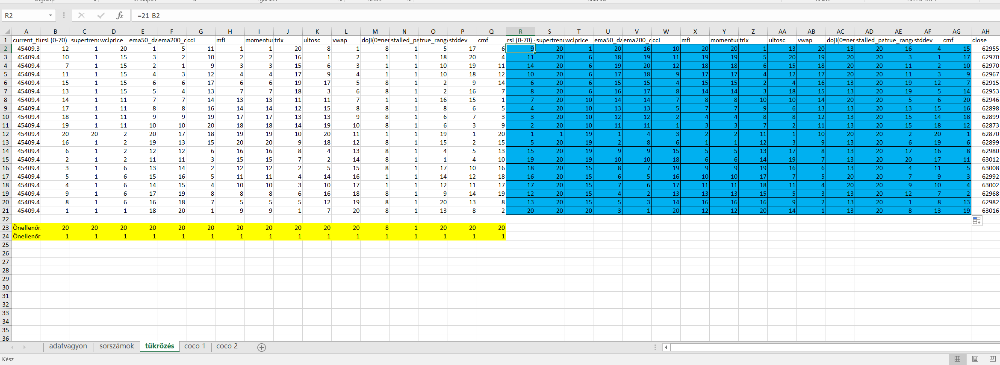 Vágólap Betűtípus Igazítás Szám Stílusok Cellák Szerkesztés
R2 fx =21-B2
A B C D E F G H I J K L M N O P Q R S T U V W X Y Z AA AB AC AD AE AF AG AH
1 current_ti rsi (0-70) supertrend wclprice ema50_da ema200_d cci mfi momentum trix ultosc vwap doji(0=nem stalled_pa true_range stddev cmf rsi (0-70) - supertrend wclprice ema50_da ema200_d cci mfi momentum trix ultosc vwap doji(0=nem stalled_pa true_range stddev cmf close
2 45409.3 12 1 20 1 5 11 1 1 20 8 1 8 1 5 17 6 9 20 1 20 16 10 20 20 1 13 20 13 20 16 4 15 62955
3 45409.4 10 1 15 3 2 10 2 2 16 1 2 1 1 18 20 4 11 20 6 18 19 11 19 19 5 20 19 20 20 3 1 17 62970
4 45409.4 7 1 15 2 1 9 3 3 15 6 3 1 1 10 19 11 14 20 6 19 20 12 18 18 6 15 18 20 20 11 2 10 62970
5 45409.4 11 1 15 4 3 12 4 4 17 9 4 1 1 10 18 12 10 20 6 17 18 9 17 17 4 12 17 20 20 11 3 9 62967
6 45409.4 15 1 15 6 6 17 6 6 19 17 5 8 1 2 9 14 6 20 6 15 15 4 15 15 2 4 16 13 20 19 12 7 62915
7 45409.4 13 1 15 5 4 13 7 7 18 3 6 8 1 2 16 7 8 20 6 16 17 8 14 14 3 18 15 13 20 19 5 14 62953
8 45409.4 14 1 11 7 7 14 13 13 11 11 7 1 1 16 15 1 7 20 10 14 14 7 8 8 10 10 14 20 20 5 6 20 62946
9 45409.4 17 1 11 8 8 16 14 14 12 15 8 8 1 8 6 5 4 20 10 13 13 5 7 7 9 6 13 13 20 13 15 16 62898
10 45409.4 18 1 11 9 9 19 17 17 13 13 9 8 1 6 7 3 3 20 10 12 12 2 4 4 8 8 12 13 20 15 14 18 62899
11 45409.4 19 1 11 10 10 20 18 18 14 19 10 8 1 6 3 9 2 20 10 11 11 1 3 3 7 2 11 13 20 15 18 12 62873
12 45409.4 20 20 2 20 17 18 19 19 10 20 11 1 1 19 1 20 1 1 19 1 4 3 2 2 11 1 10 20 20 2 20 1 62870
13 45409.4 16 1 2 19 13 15 20 20 9 18 12 8 1 15 2 15 5 20 19 2 8 6 1 1 12 3 9 13 20 6 19 6 62899
14 45409.4 6 1 2 12 12 6 16 16 8 4 13 8 1 4 5 13 15 20 19 9 9 15 5 5 13 17 8 13 20 17 16 8 62980
15 45409.4 2 1 2 11 11 3 15 15 7 2 14 8 1 1 4 10 19 20 19 10 10 18 6 6 14 19 7 13 20 20 17 11 63012
16 45409.4 3 1 6 13 14 2 12 12 2 5 15 8 1 17 10 16 18 20 15 8 7 19 9 9 19 16 6 13 20 4 11 5 63008
17 45409.4 5 1 6 15 16 5 11 11 4 14 16 1 1 14 12 18 16 20 15 6 5 16 10 10 17 7 5 20 20 7 9 3 62992
18 45409.4 4 1 6 14 15 4 10 10 3 10 17 1 1 12 11 17 17 20 15 7 6 17 11 11 18 11 4 20 20 9 10 4 63002
19 45409.4 9 1 6 17 19 8 8 8 6 16 18 8 1 9 14 19 12 20 15 4 2 13 13 13 15 5 3 13 20 12 7 2 62968
20 45409.4 8 1 6 16 18 7 5 5 5 12 19 8 1 20 13 8 13 20 15 5 3 14 16 16 16 9 2 13 20 1 8 13 62982
21 45409.4 1 1 1 18 20 1 9 9 1 7 20 8 1 13 8 2 20 20 20 3 1 20 12 12 20 14 1 13 20 8 13 19 63016
22
23 Önellenőr 20 20 20 20 20 20 20 20 20 20 20 8 1 20 20 20
24 Önellenőr 1 1 1 1 1 1 1 1 1 1 1 1 1 1 1 1
25
26
27
28
29
30
31
32
33
34
35
36
adatvagyon sorszámok tükrözés coco 1 coco 2
Kész